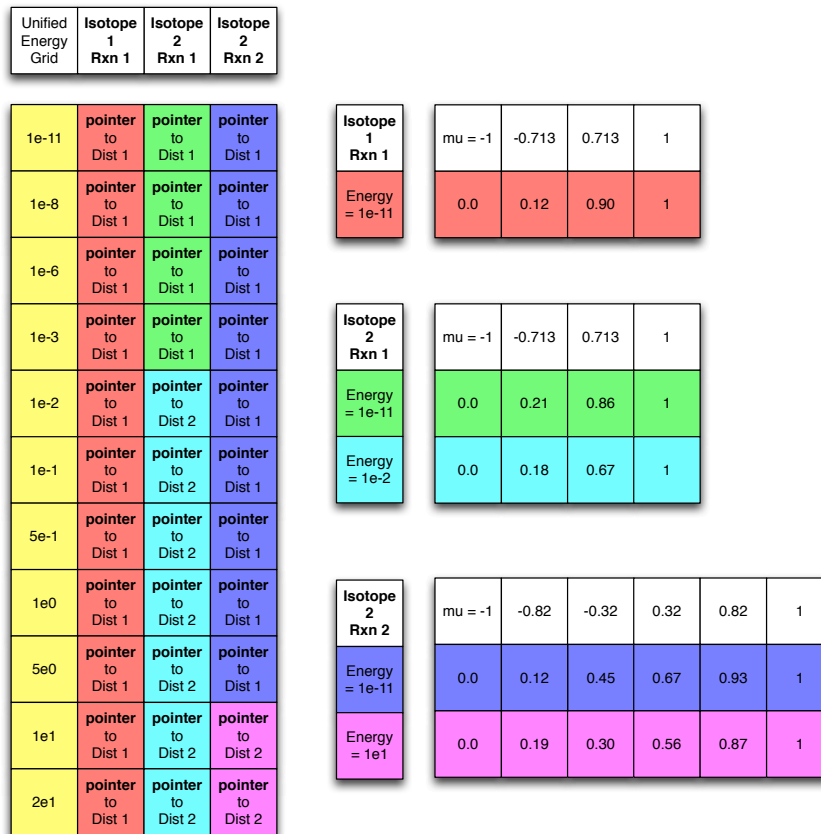 Unified Energy Grid | Isotope 1 Rxn 1 | Isotope 2 Rxn 1 | Isotope 2 Rxn 2
1e-11 | pointer to Dist 1 | pointer to Dist 1 | pointer to Dist 1
1e-8 | pointer to Dist 1 | pointer to Dist 1 | pointer to Dist 1
1e-6 | pointer to Dist 1 | pointer to Dist 1 | pointer to Dist 1
1e-3 | pointer to Dist 1 | pointer to Dist 1 | pointer to Dist 1
1e-2 | pointer to Dist 1 | pointer to Dist 2 | pointer to Dist 1
1e-1 | pointer to Dist 1 | pointer to Dist 2 | pointer to Dist 1
5e-1 | pointer to Dist 1 | pointer to Dist 2 | pointer to Dist 1
1e0 | pointer to Dist 1 | pointer to Dist 2 | pointer to Dist 1
5e0 | pointer to Dist 1 | pointer to Dist 2 | pointer to Dist 1
1e1 | pointer to Dist 1 | pointer to Dist 2 | pointer to Dist 2
2e1 | pointer to Dist 1 | pointer to Dist 2 | pointer to Dist 2
Isotope 1 Rxn 1 | mu = -1 | -0.713 | 0.713 | 1
Energy = 1e-11 | 0.0 | 0.12 | 0.90 | 1
Isotope 2 Rxn 1 | mu = -1 | -0.713 | 0.713 | 1
Energy = 1e-11 | 0.0 | 0.21 | 0.86 | 1
Energy = 1e-2 | 0.0 | 0.18 | 0.67 | 1
Isotope 2 Rxn 2 | mu = -1 | -0.82 | -0.32 | 0.32 | 0.82 | 1
Energy = 1e-11 | 0.0 | 0.12 | 0.45 | 0.67 | 0.93 | 1
Energy = 1e1 | 0.0 | 0.19 | 0.30 | 0.56 | 0.87 | 1